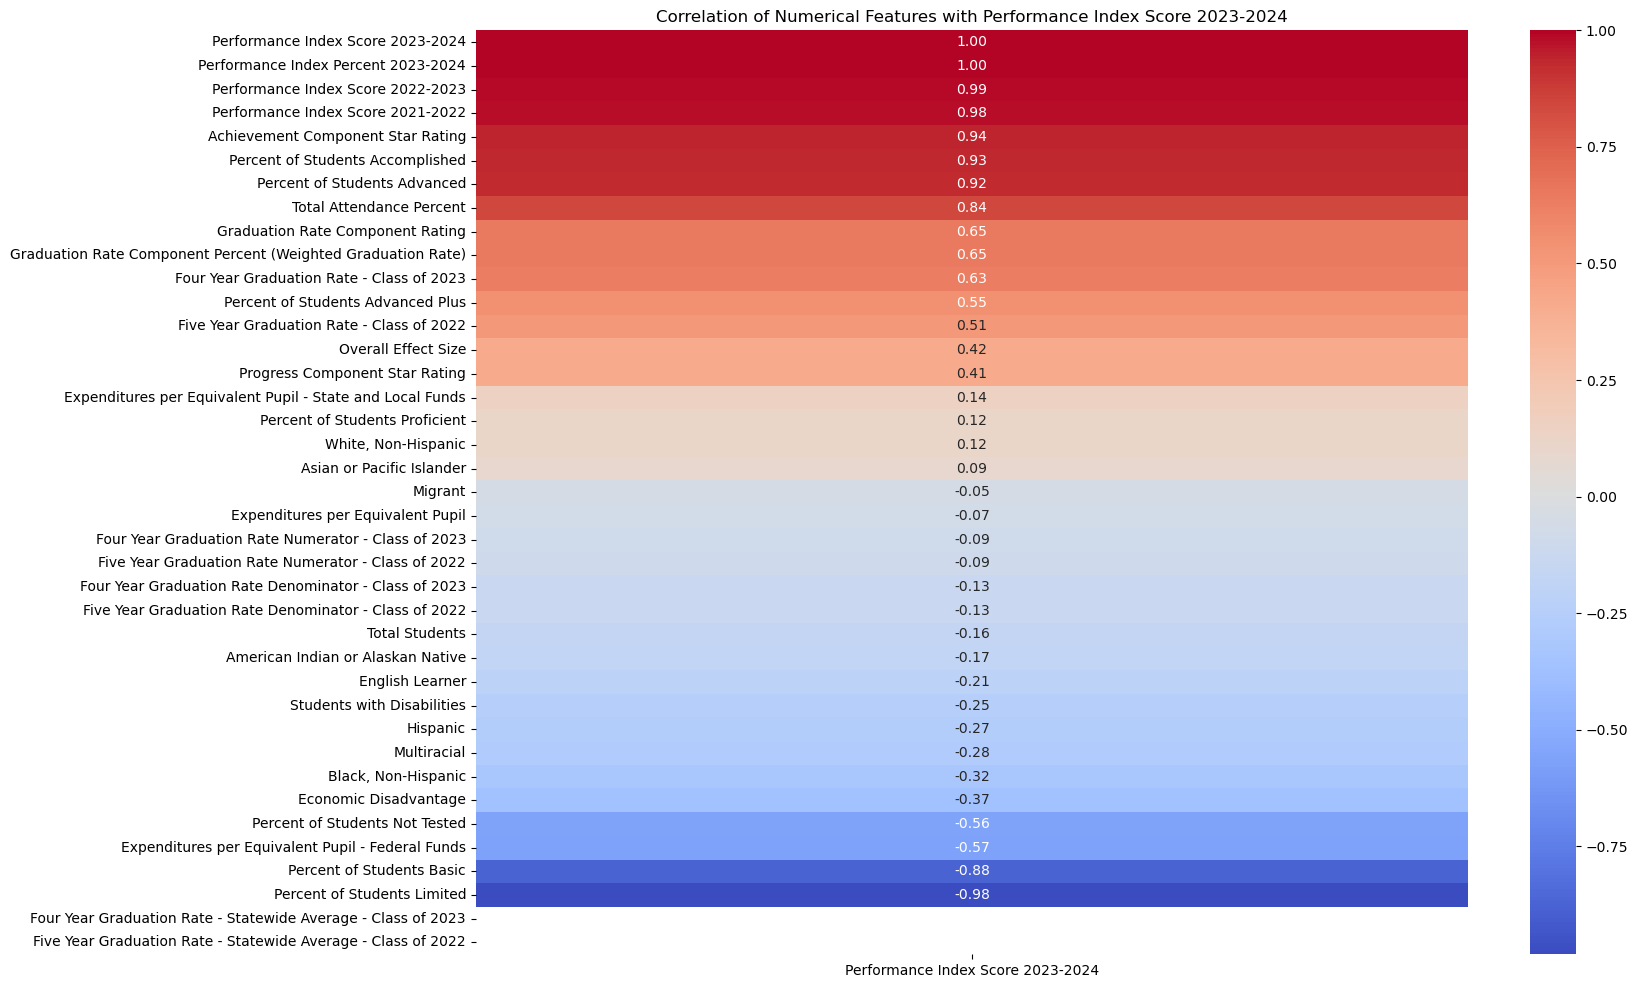 Correlation of Numerical Features with Performance Index Score 2023-2024
Performance Index Score 2023-2024 1.00
Performance Index Percent 2023-2024 1.00
Performance Index Score 2022-2023 0.99
Performance Index Score 2021-2022 0.98
Achievement Component Star Rating 0.94
Percent of Students Accomplished 0.93
Percent of Students Advanced 0.92
Total Attendance Percent 0.84
Graduation Rate Component Rating 0.65
Graduation Rate Component Percent (Weighted Graduation Rate) 0.65
Four Year Graduation Rate - Class of 2023 0.63
Percent of Students Advanced Plus 0.55
Five Year Graduation Rate - Class of 2022 0.51
Overall Effect Size 0.42
Progress Component Star Rating 0.41
Expenditures per Equivalent Pupil - State and Local Funds 0.14
Percent of Students Proficient 0.12
White, Non-Hispanic 0.12
Asian or Pacific Islander 0.09
Migrant -0.05
Expenditures per Equivalent Pupil -0.07
Four Year Graduation Rate Numerator - Class of 2023 -0.09
Five Year Graduation Rate Numerator - Class of 2022 -0.09
Four Year Graduation Rate Denominator - Class of 2023 -0.13
Five Year Graduation Rate Denominator - Class of 2022 -0.13
Total Students -0.16
American Indian or Alaskan Native -0.17
English Learner -0.21
Students with Disabilities -0.25
Hispanic -0.27
Multiracial -0.28
Black, Non-Hispanic -0.32
Economic Disadvantage -0.37
Percent of Students Not Tested -0.56
Expenditures per Equivalent Pupil - Federal Funds -0.57
Percent of Students Basic -0.88
Percent of Students Limited -0.98
Four Year Graduation Rate - Statewide Average - Class of 2023
Five Year Graduation Rate - Statewide Average - Class of 2022
Performance Index Score 2023-2024
1.00
0.75
0.50
0.25
0.00
−0.25
−0.50
−0.75